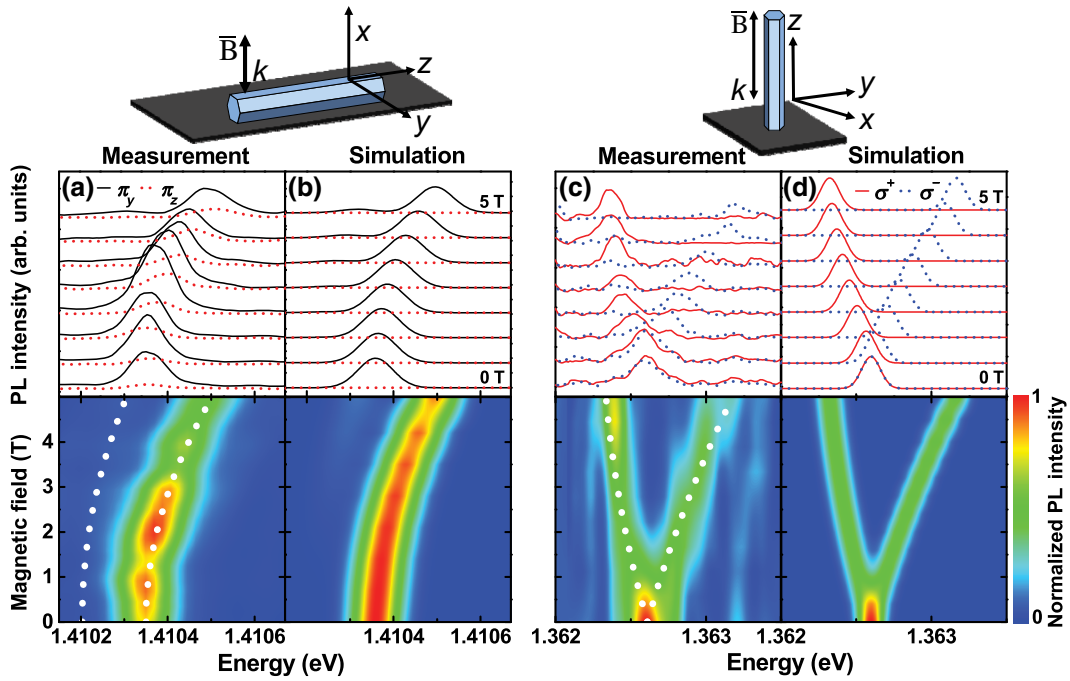 B̅
k
x
z
y
B̅
k
z
y
x
Measurement
Simulation
Measurement
Simulation
PL intensity (arb. units)
(a)
π_y
π_z
(b)
5 T
0 T
(c)
(d)
σ⁺
σ⁻
5 T
0 T
Magnetic field (T)
4
3
2
1
0
1.4102 1.4104 1.4106
1.4104 1.4106
1.362 1.363
1.362 1.363
Energy (eV)
Energy (eV)
1
0
Normalized PL intensity